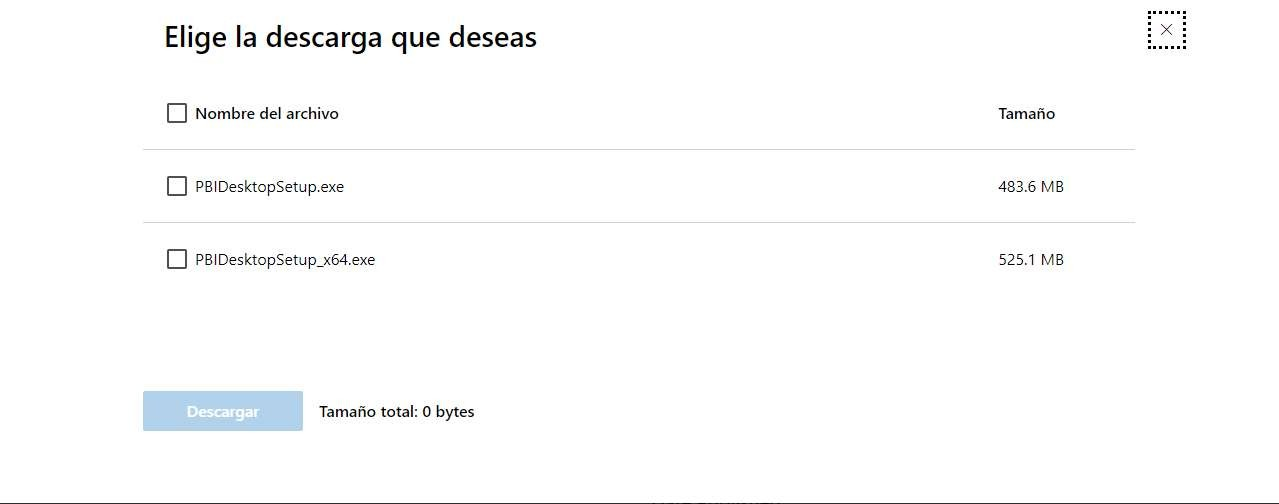 Elige la descarga que deseas
Nombre del archivo Tamaño
PBIDesktopSetup.exe 483.6 MB
PBIDesktopSetup_x64.exe 525.1 MB
Descargar Tamaño total: 0 bytes